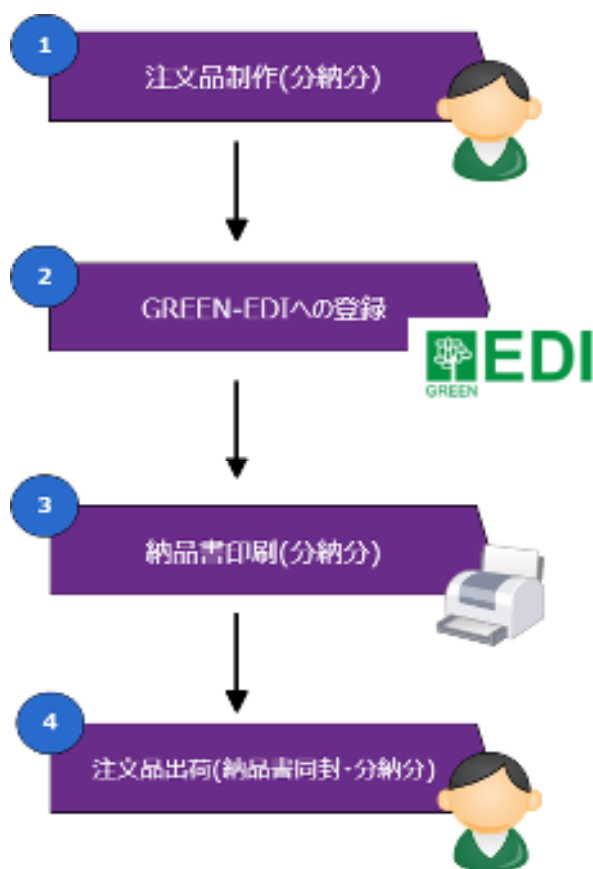 1
注文品制作(分納分)
2
GREEN-EDIへの登録
EDI
GREEN
3
納品書印刷(分納分)
4
注文品出荷(納品書同封・分納分)